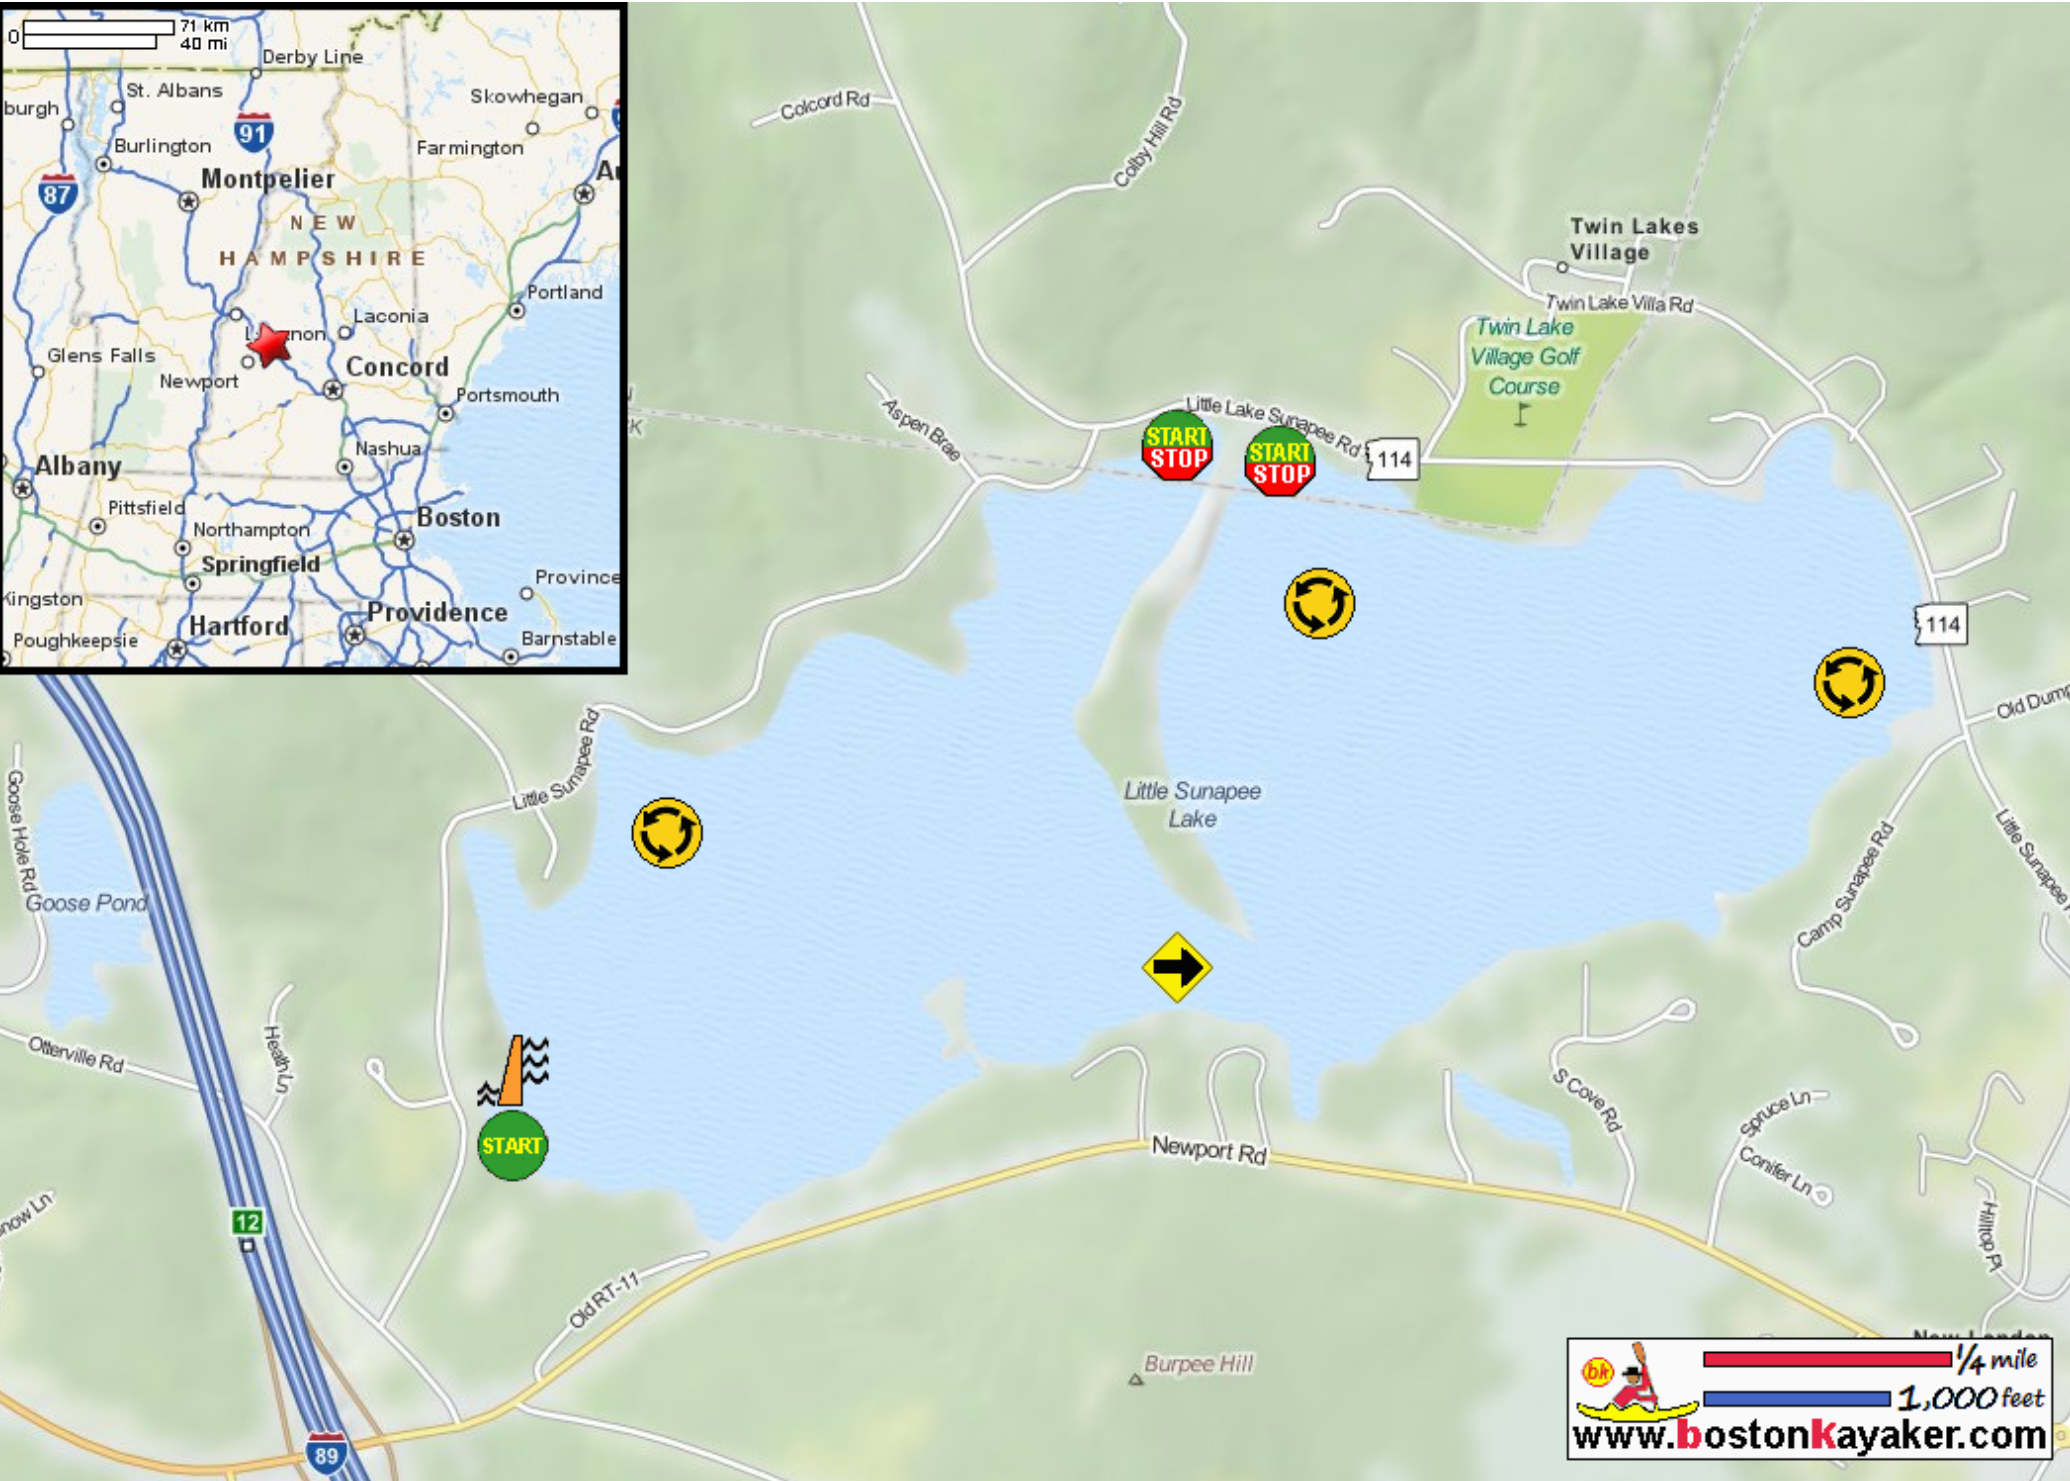 0
71 km
40 mi
Derby Line
St. Albans
Skowhegan
burgh
91
Farmington
Burlington
87
Montpelier
NEW
HAMPSHIRE
Portland
Laconia
Glens Falls
Newport
Concord
Portsmouth
Nashua
Albany
Pittsfield
Boston
Northampton
Springfield
Province
Kingston
Providence
Hartford
Poughkeepsie
Barnstable
Colcord Rd
Colby Hill Rd
Twin Lakes
Village
Twin Lake Villa Rd
Twin Lake
Village Golf
Course
Aspen Brae
Little Lake Sunapee Rd
START
STOP
START
STOP
114
114
Old Dump
Little Sunapee Rd
Little Sunapee
Lake
Goose Hole Rd
Goose Pond
Camp Sunapee Rd
Little Sunapee R
Otterville Rd
Heath Ln
START
S Cove Rd
Spruce Ln
Conifer Ln
Newport Rd
Hilltop Pl
now Ln
12
Old RT-11
Burpee Hill
89
bk
1/4 mile
1,000 feet
www.bostonkayaker.com